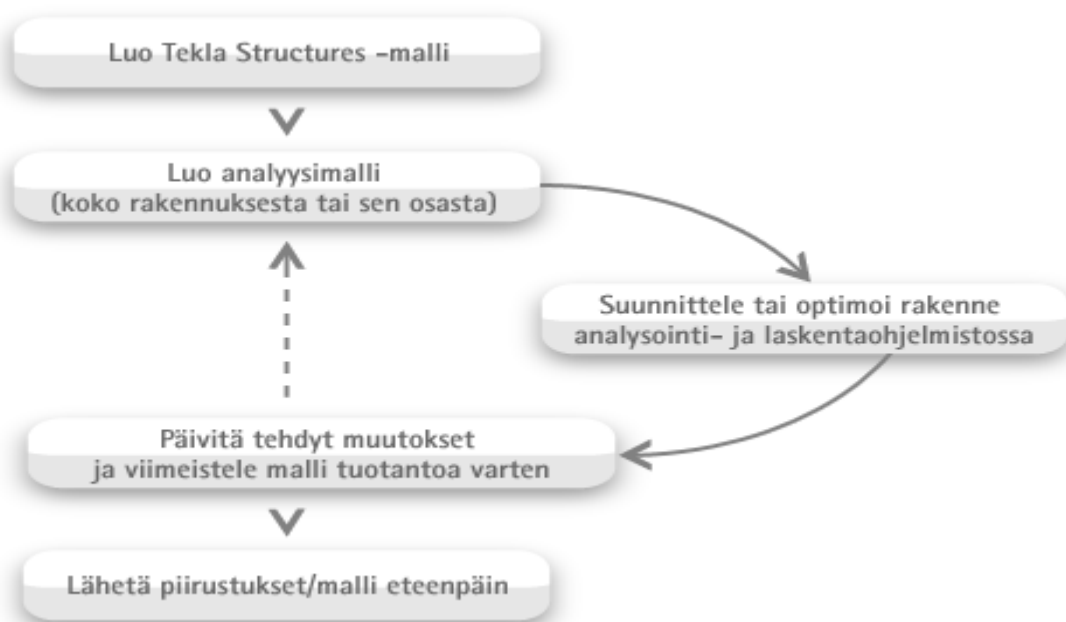 Luo Tekla Structures -malli
Luo analyysimalli
(koko rakennuksesta tai sen osasta)
Suunnittele tai optimoi rakenne
analysointi- ja laskentaohjelmistossa
Päivitä tehdyt muutokset
ja viimeistele malli tuotantoa varten
Lähetä piirustukset/malli eteenpäin